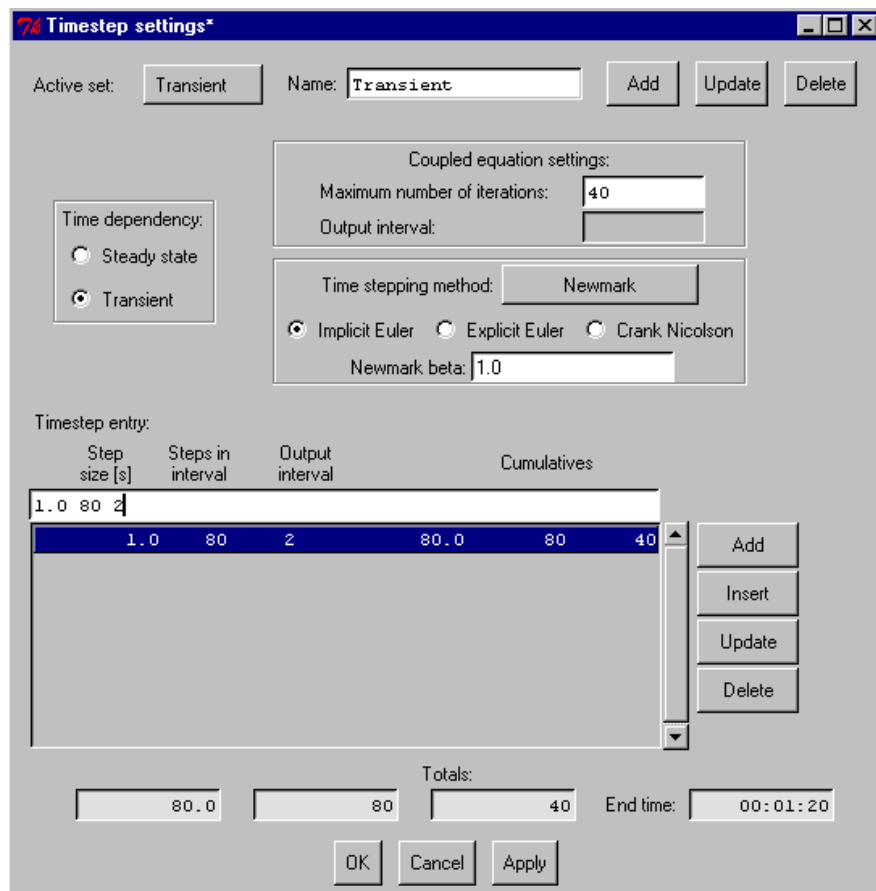 Timestep settings*
Active set: Transient Name: Transient Add Update Delete
Coupled equation settings:
Maximum number of iterations: 40
Output interval:
Time dependency:
Steady state
Transient
Time stepping method: Newmark
Implicit Euler Explicit Euler Crank Nicolson
Newmark beta: 1.0
Timestep entry:
Step size [s] Steps in interval Output interval Cumulatives
1.0 80 2
1.0 80 2 80.0 80 40
Add
Insert
Update
Delete
Totals:
80.0 80 40 End time: 00:01:20
OK Cancel Apply